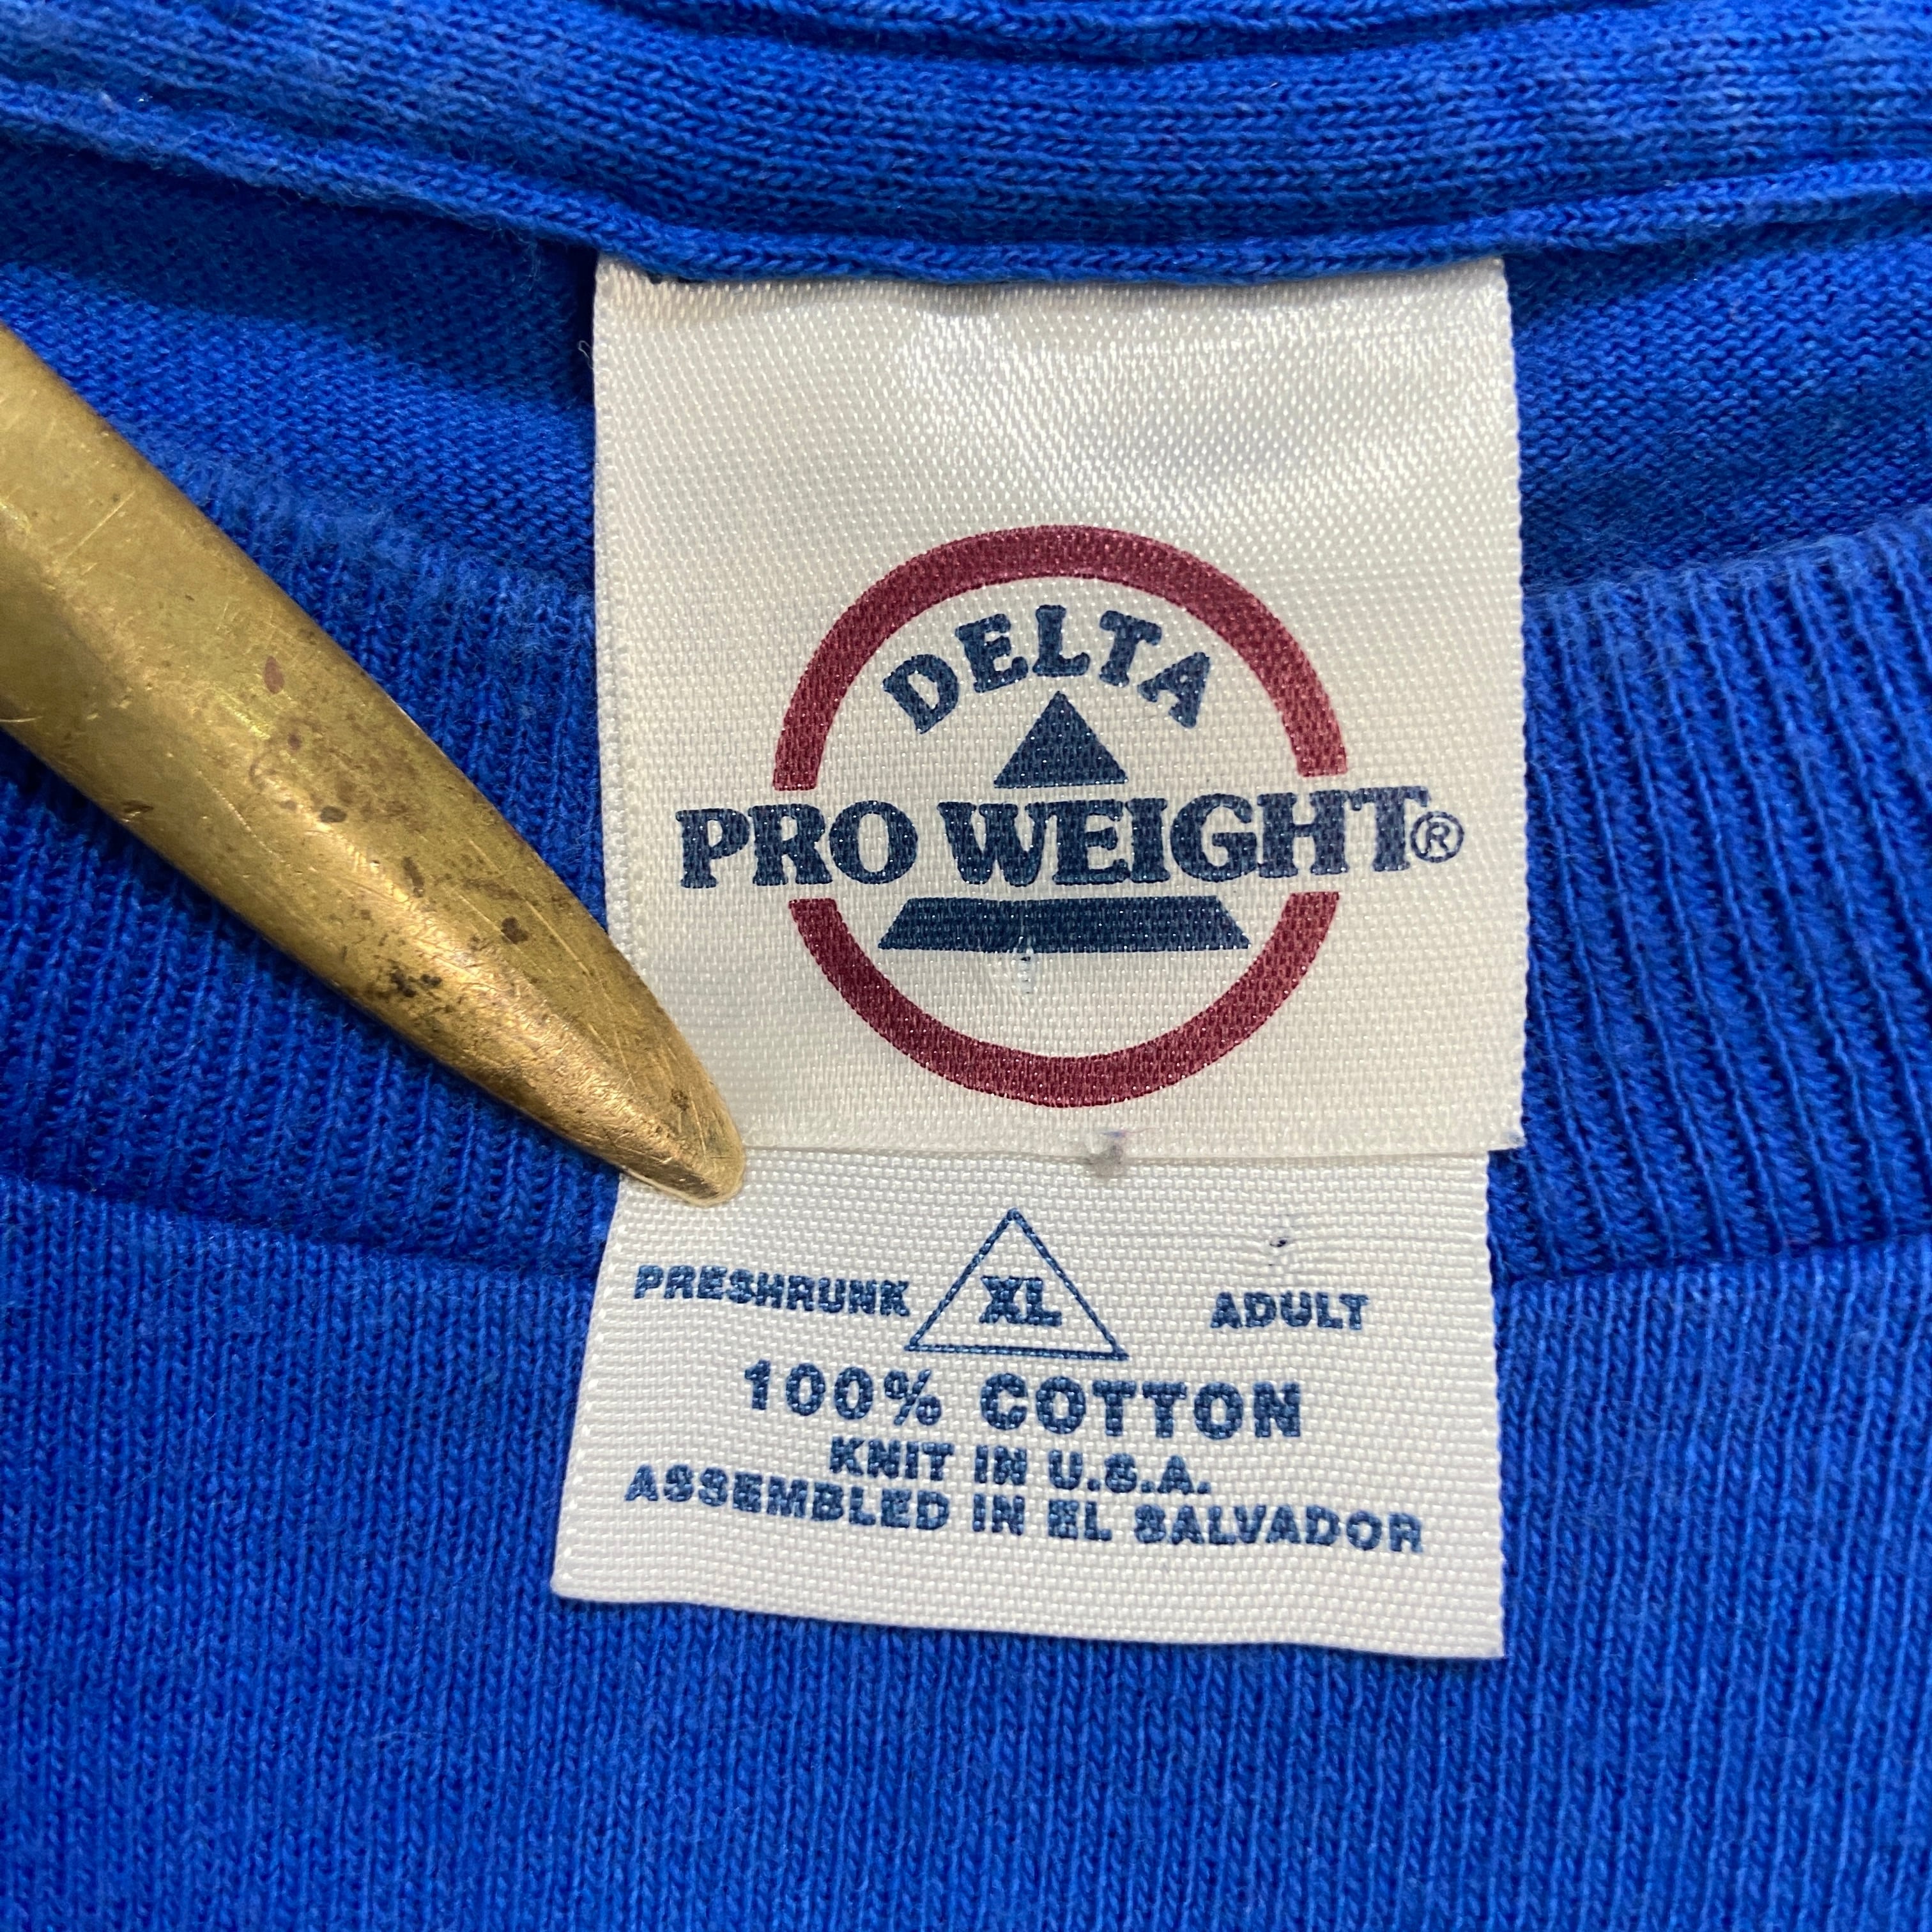 DELTA
PRO WEIGHT®
PRESHRUNK XL ADULT
100% COTTON
KNIT IN U.S.A.
ASSEMBLED IN EL SALVADOR